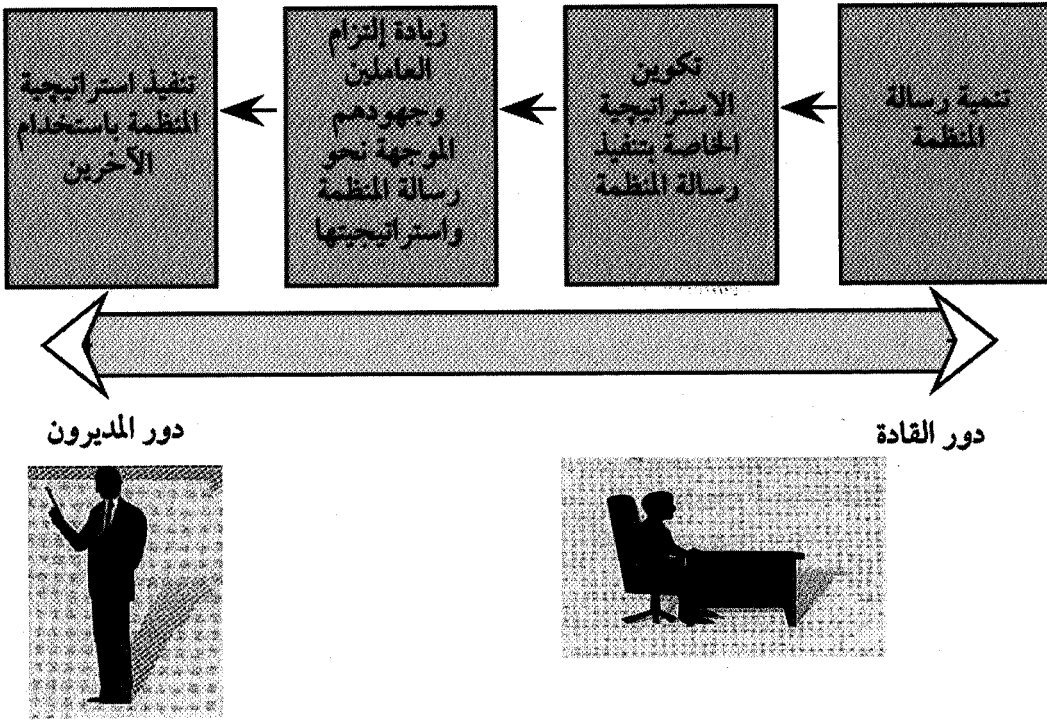 تنمية رسالة
المنظمة
تكوين
الاستراتيجية
الخاصة بتنفيذ
رسالة المنظمة
زيادة إلتزام
العاملين
وجهودهم
الموجهة نحو
رسالة المنظمة
واستراتيجيتها
تنفيذ استراتيجية
المنظمة باستخدام
الآخرين
دور القادة
دور المديرون